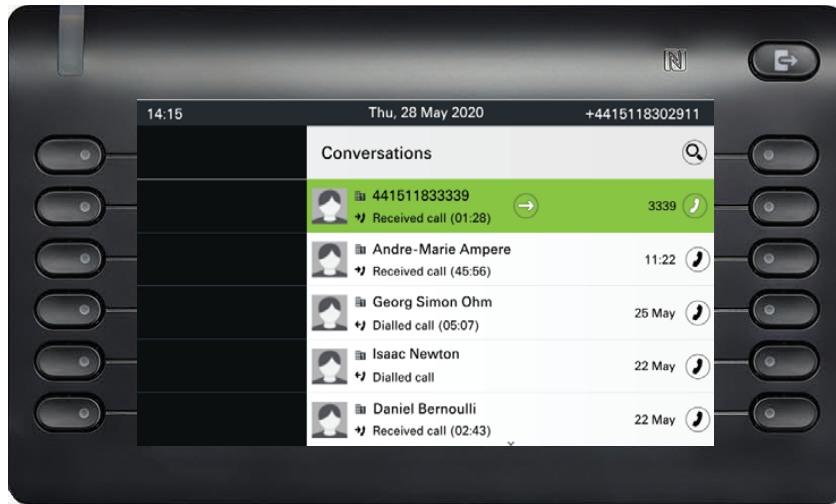 14:15 Thu, 28 May 2020 +4415118302911
Conversations
441511833339 3339
Received call (01:28)
Andre-Marie Ampere 11:22
Received call (45:56)
Georg Simon Ohm 25 May
Dialled call (05:07)
Isaac Newton 22 May
Dialled call
Daniel Bernoulli 22 May
Received call (02:43)